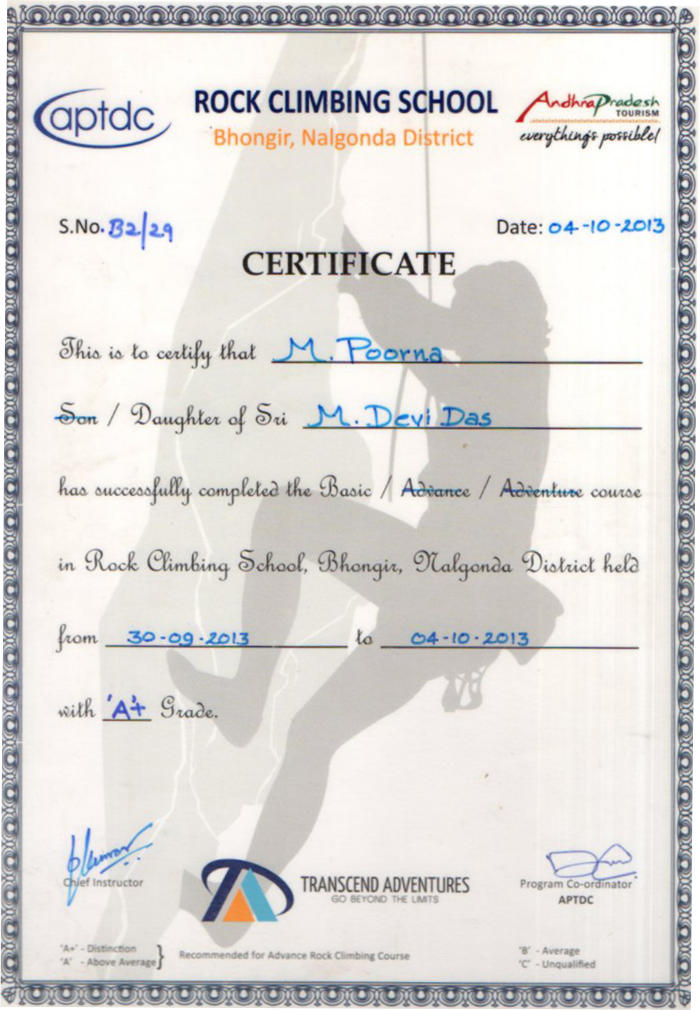 aptdc
ROCK CLIMBING SCHOOL
Bhongir, Nalgonda District
Andhra Pradesh
TOURISM
everything's possible!
S.No. B2/29
Date: 04-10-2013
CERTIFICATE
This is to certify that M. Poorna
Son / Daughter of Sri M. Devi Das
has successfully completed the Basic / Advance / Adventure course
in Rock Climbing School, Bhongir, Nalgonda District held
from 30-09-2013 to 04-10-2013
with 'A'+ Grade.
Chief Instructor
TRANSCEND ADVENTURES
GO BEYOND THE LIMITS
Program Co-ordinator
APTDC
'A+' - Distinction
'A' - Above Average
Recommended for Advance Rock Climbing Course
'B' - Average
'C' - Unqualified